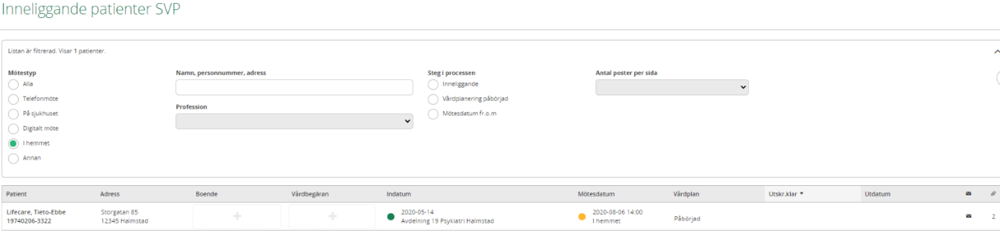 Inneliggande patienter SVP
Listan är filtrerad. Visar 1 patienter.
Mötestyp
Alla
Telefonmöte
På sjukhuset
Digitalt möte
I hemmet
Annan
Namn, personnummer, adress
Profession
Steg i processen
Inneliggande
Vårdplanering påbörjad
Mötesdatum fr.o.m
Antal poster per sida
Patient Adress Boende Vårdbegäran Indatum Mötesdatum Vårdplan Utskr.klar Utdatum
Lifecare, Tieto-Ebbe Storgatan 85 2020-05-14 2020-08-06 14:00 Påbörjad 2
19740206-3322 12345 Halmstad Avdelning 19 Psykiatri Halmstad I hemmet